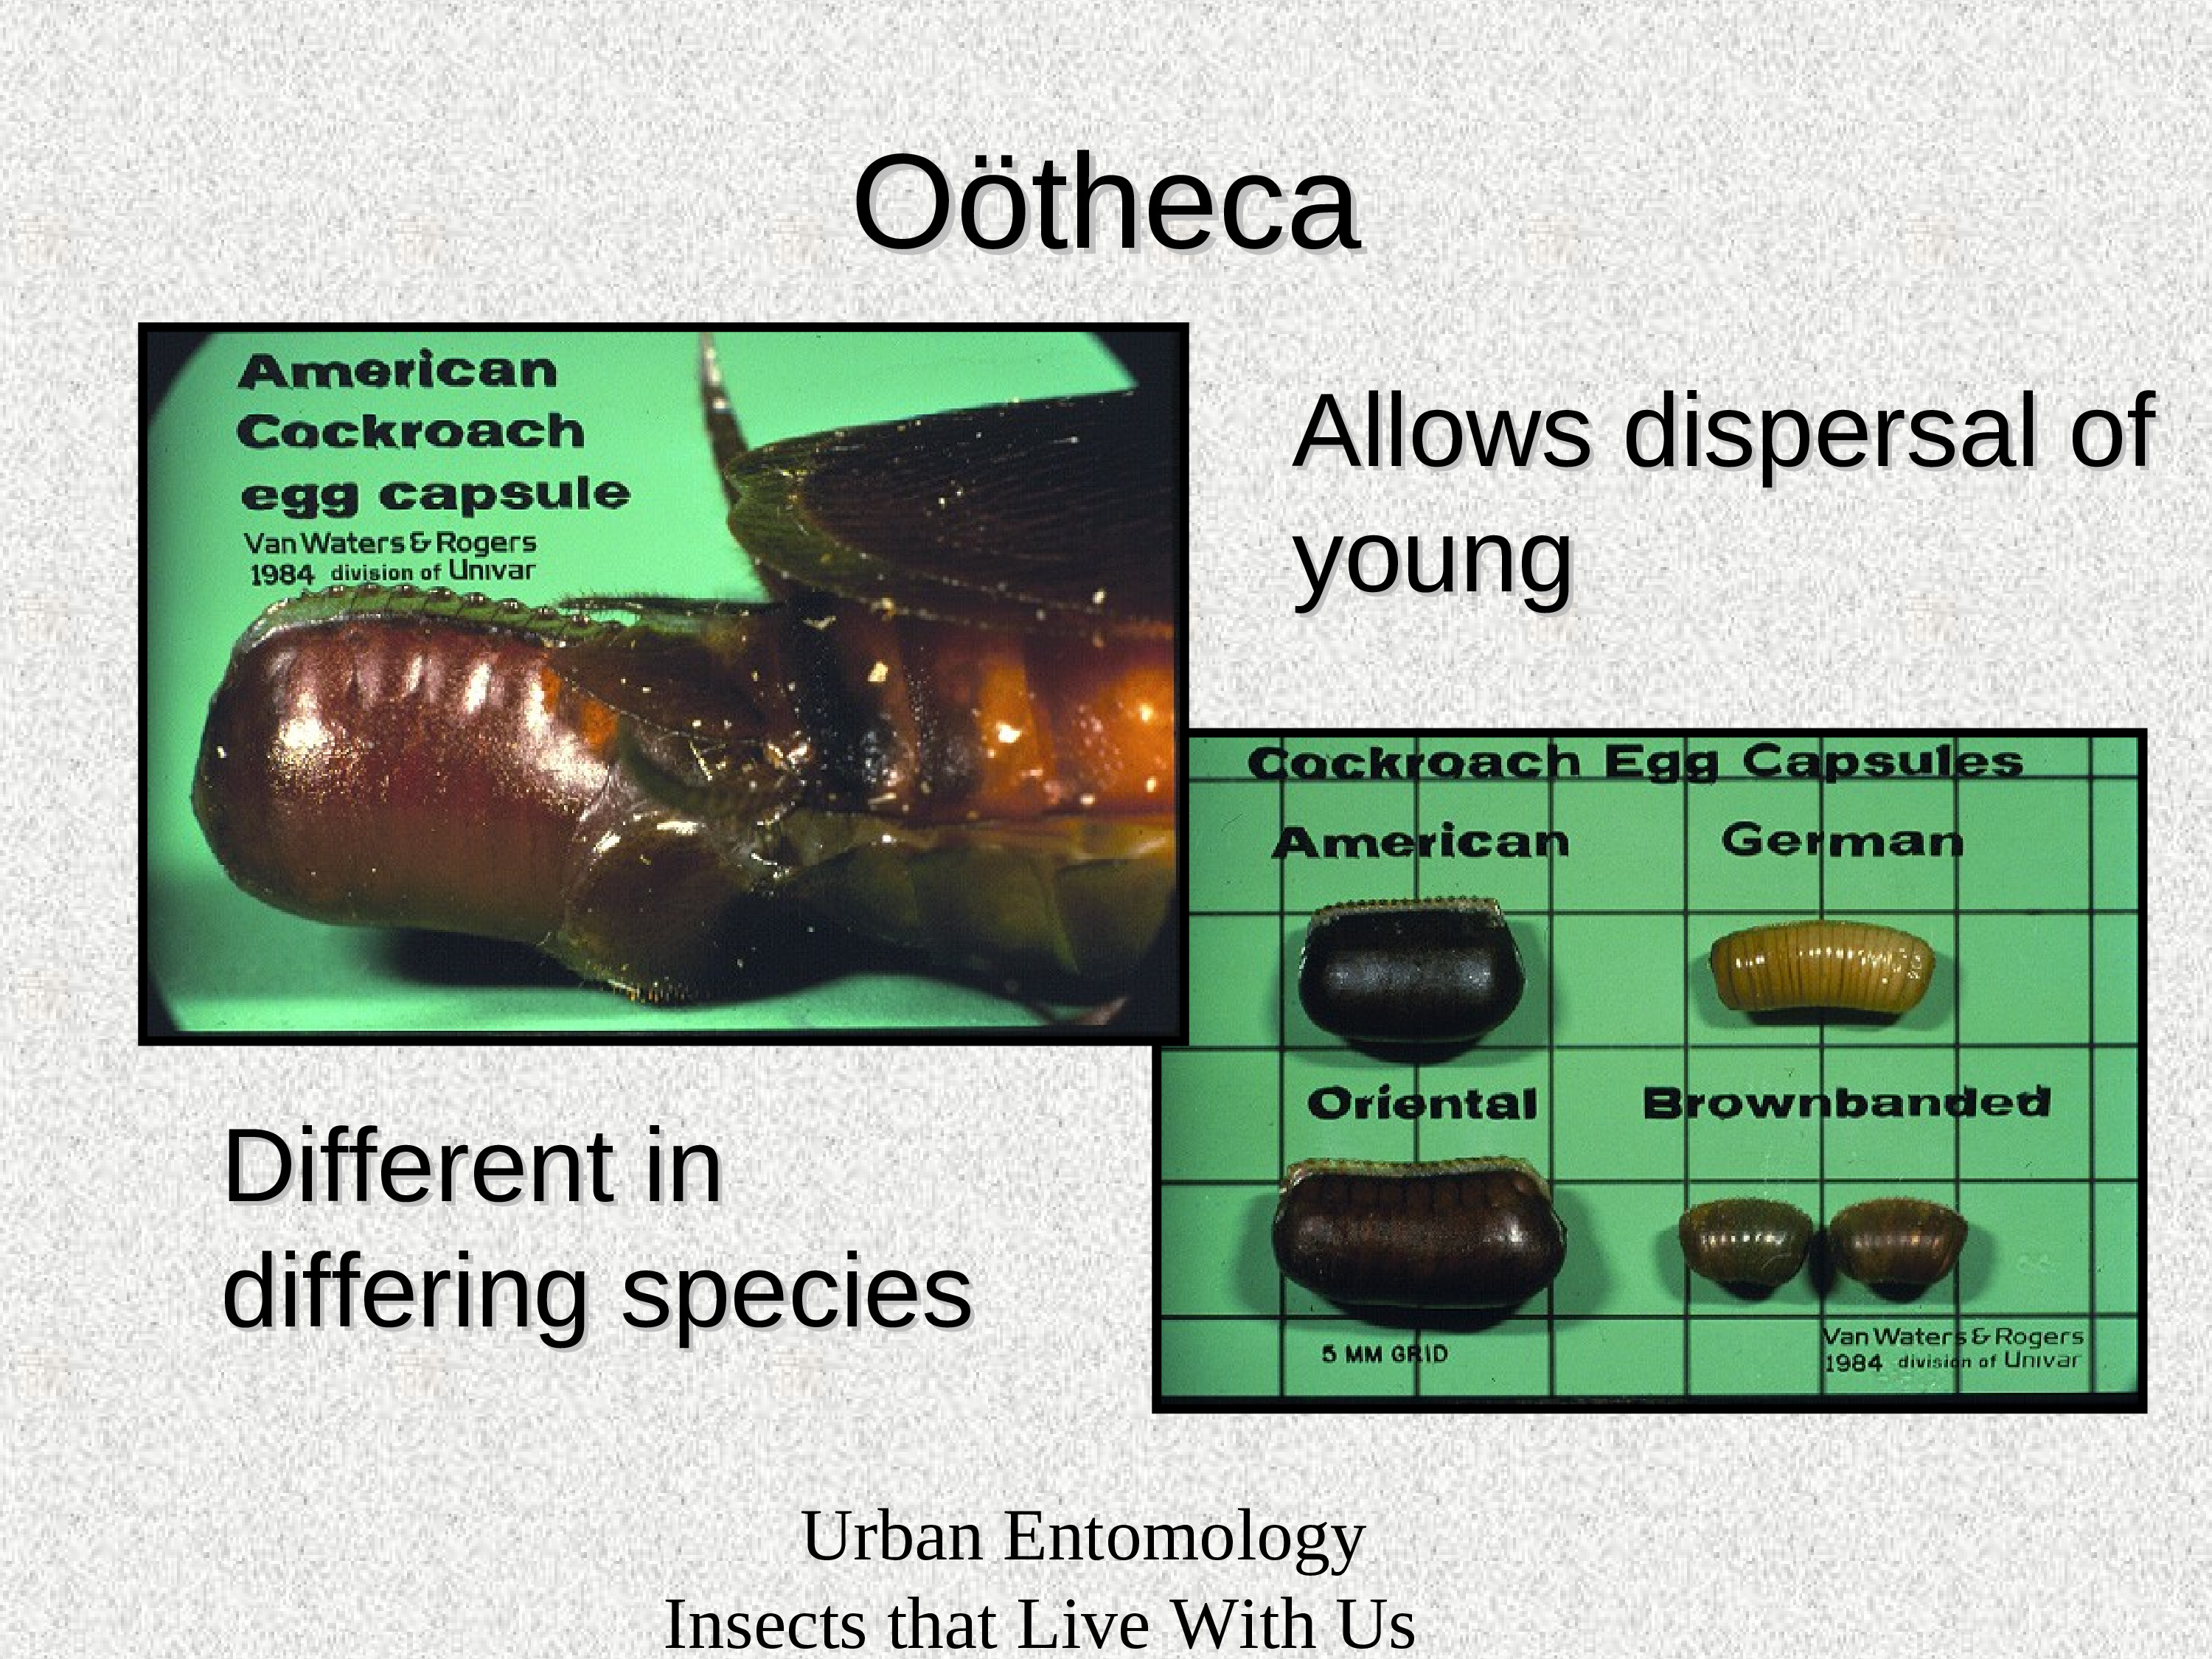 Oötheca
American
Cockroach
egg capsule
Van Waters & Rogers
1984 division of Univar
Allows dispersal of
young
Cockroach Egg Capsules
American German
Oriental Brownbanded
5 MM GRID
Van Waters & Rogers
1984 division of Univar
Different in
differing species
Urban Entomology
Insects that Live With Us